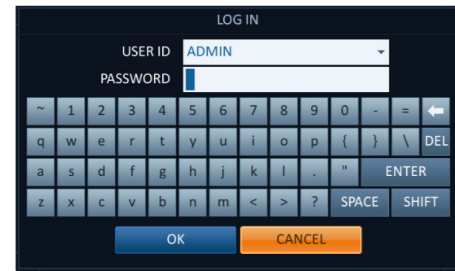 LOG IN
USER ID ADMIN
PASSWORD
~ 1 2 3 4 5 6 7 8 9 0 - =
q w e r t y u i o p { } \ DEL
a s d f g h j k l . " ENTER
z x c v b n m < > ? SPACE SHIFT
OK CANCEL